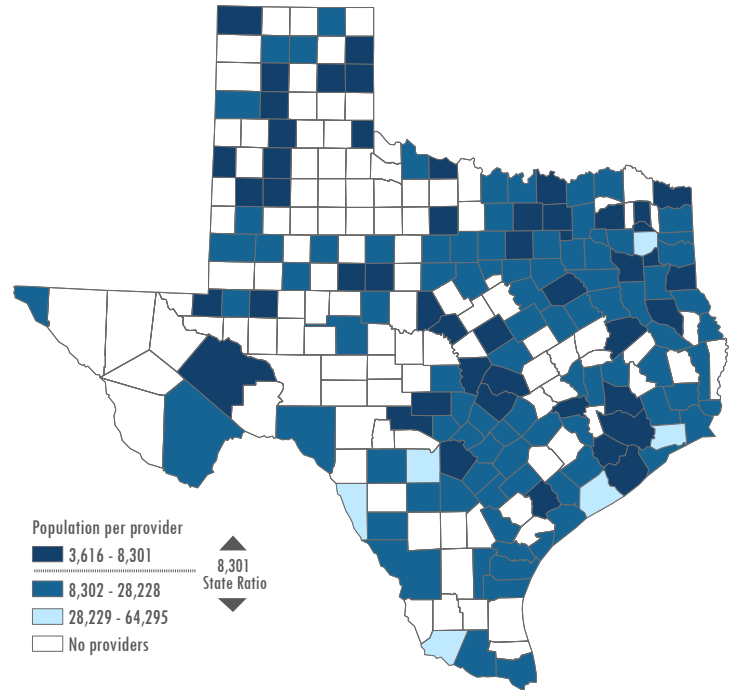 Population per provider
3,616 - 8,301
8,302 - 28,228
28,229 - 64,295
No providers
8,301
State Ratio